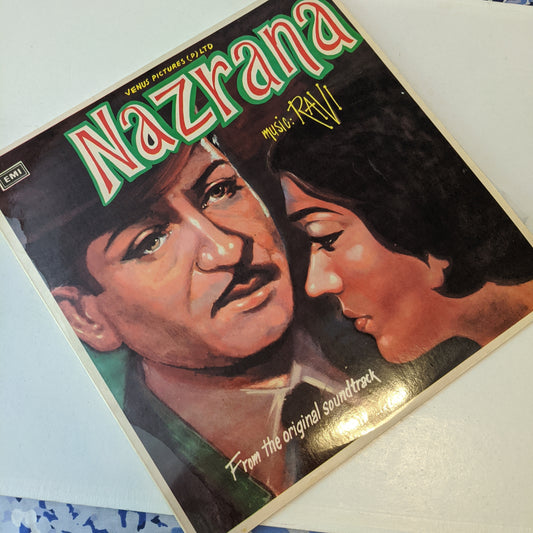 VENUS PICTURES (P) LTD
Nazrana
music: RAVI
EMI
From the original soundtrack